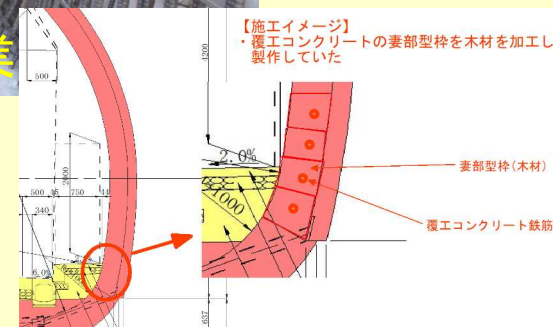 業
【施工イメージ】
・覆工コンクリートの妻部型枠を木材を加工し
製作していた
4200
500
2.0%
妻部型枠(木材)
覆工コンクリート鉄筋
1000
500
750
340
6.0%
637